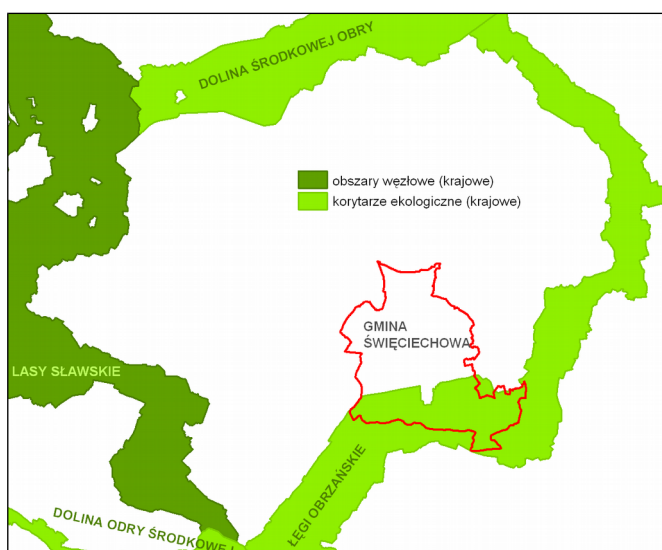 DOLINA ŚRODKOWEJ OBRY
obszary węzłowe (krajowe)
korytarze ekologiczne (krajowe)
GMINA
ŚWIĘCIECHOWA
LASY SŁAWSKIE
DOLINA ODRY ŚRODKOWEJ
ŁĘGI OBRZAŃSKIE